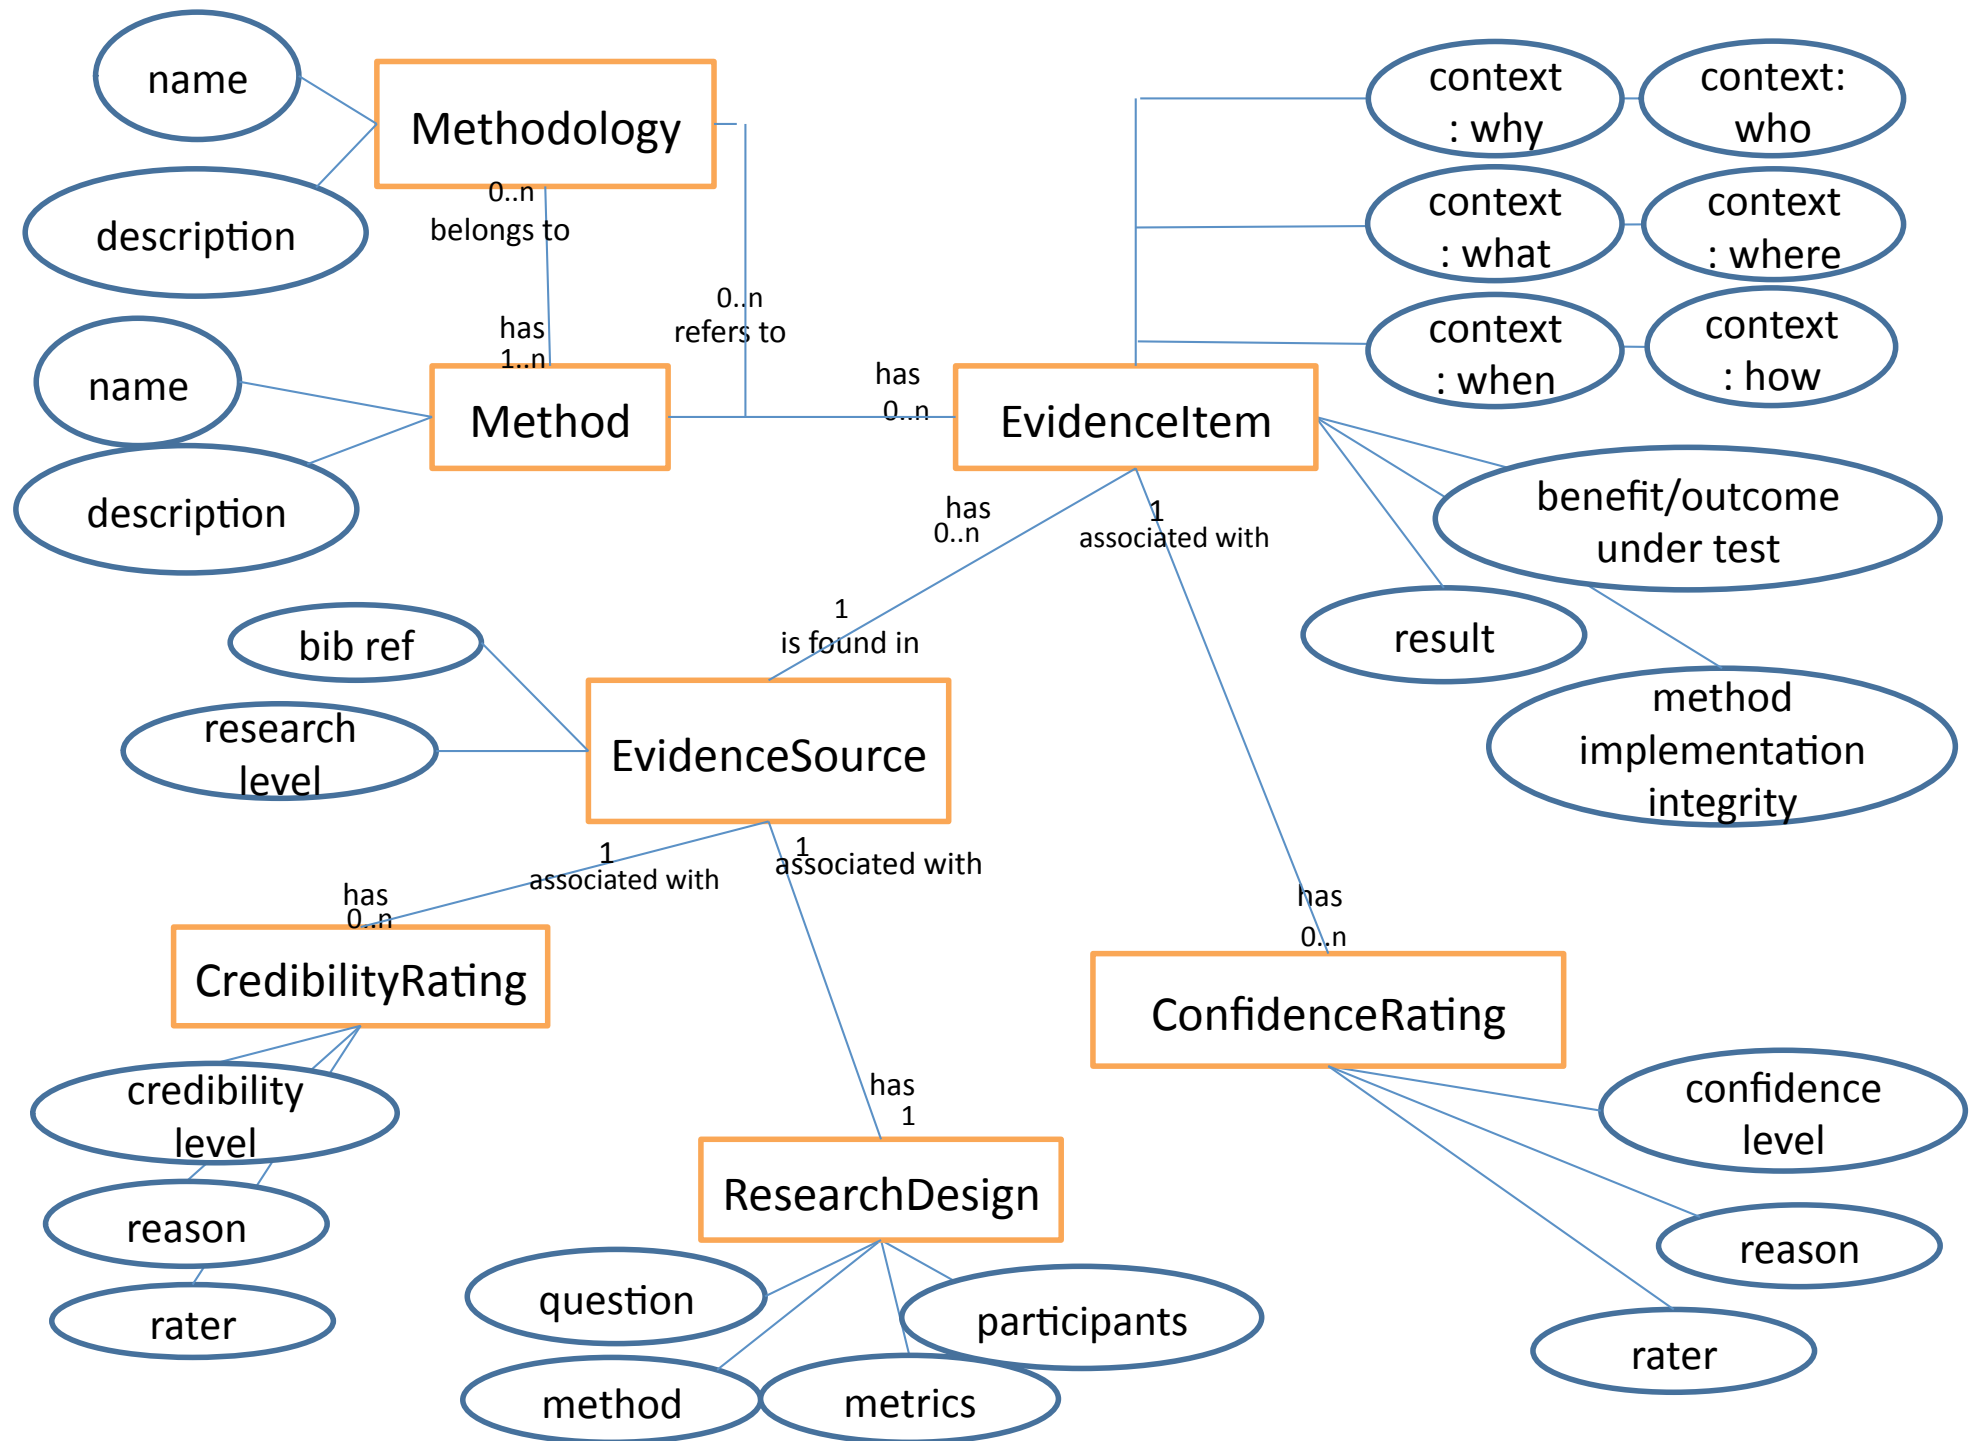 name
Methodology
description
0..n
belongs to
has
1..n
0..n
refers to
name
Method
description
has
0..n
EvidenceItem
context
: why
context:
who
context
: what
context
: where
context
: when
context
: how
benefit/outcome
under test
result
method
implementation
integrity
has
0..n
1
associated with
1
is found in
bib ref
research
level
EvidenceSource
1
associated with
1
associated with
has
0..n
CredibilityRating
credibility
level
reason
rater
has
1
ResearchDesign
question
participants
method
metrics
has
0..n
ConfidenceRating
confidence
level
reason
rater